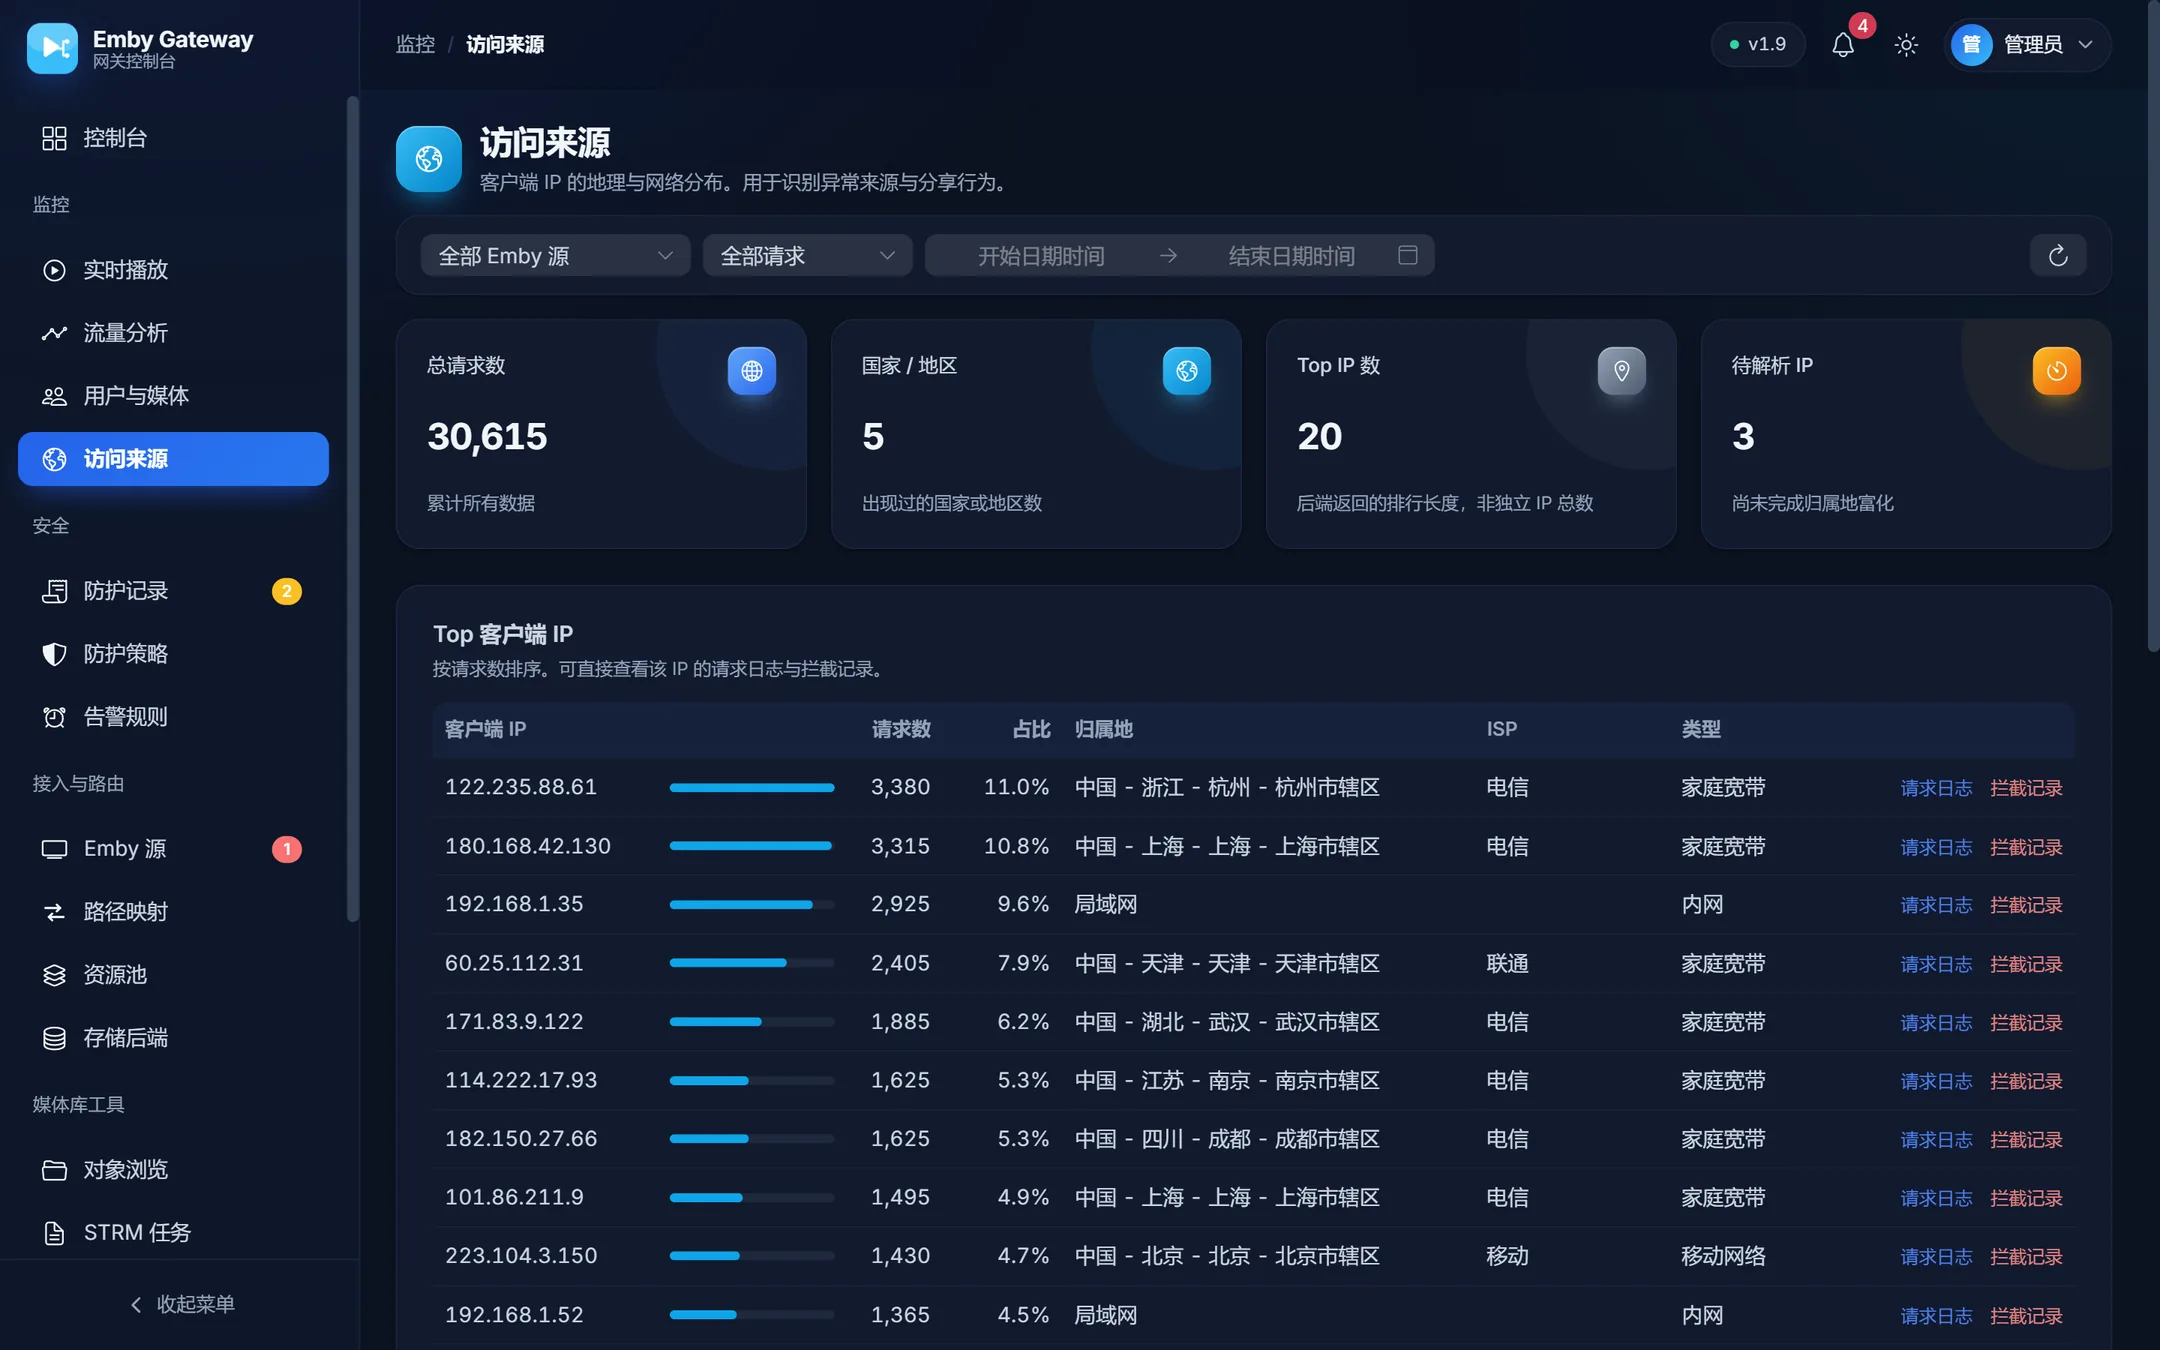 Emby Gateway
网关控制台
控制台
监控
实时播放
流量分析
用户与媒体
访问来源
安全
防护记录 2
防护策略
告警规则
接入与路由
Emby 源 1
路径映射
资源池
存储后端
媒体库工具
对象浏览
STRM 任务
收起菜单
监控 / 访问来源
v1.9
4
管 管理员
访问来源
客户端 IP 的地理与网络分布。用于识别异常来源与分享行为。
全部 Emby 源 全部请求 开始日期时间 → 结束日期时间
总请求数
30,615
累计所有数据
国家 / 地区
5
出现过的国家或地区数
Top IP 数
20
后端返回的排行长度，非独立 IP 总数
待解析 IP
3
尚未完成归属地富化
Top 客户端 IP
按请求数排序。可直接查看该 IP 的请求日志与拦截记录。
客户端 IP 请求数 占比 归属地 ISP 类型
122.235.88.61 3,380 11.0% 中国 - 浙江 - 杭州 - 杭州市辖区 电信 家庭宽带 请求日志 拦截记录
180.168.42.130 3,315 10.8% 中国 - 上海 - 上海 - 上海市辖区 电信 家庭宽带 请求日志 拦截记录
192.168.1.35 2,925 9.6% 局域网 内网 请求日志 拦截记录
60.25.112.31 2,405 7.9% 中国 - 天津 - 天津 - 天津市辖区 联通 家庭宽带 请求日志 拦截记录
171.83.9.122 1,885 6.2% 中国 - 湖北 - 武汉 - 武汉市辖区 电信 家庭宽带 请求日志 拦截记录
114.222.17.93 1,625 5.3% 中国 - 江苏 - 南京 - 南京市辖区 电信 家庭宽带 请求日志 拦截记录
182.150.27.66 1,625 5.3% 中国 - 四川 - 成都 - 成都市辖区 电信 家庭宽带 请求日志 拦截记录
101.86.211.9 1,495 4.9% 中国 - 上海 - 上海 - 上海市辖区 电信 家庭宽带 请求日志 拦截记录
223.104.3.150 1,430 4.7% 中国 - 北京 - 北京 - 北京市辖区 移动 移动网络 请求日志 拦截记录
192.168.1.52 1,365 4.5% 局域网 内网 请求日志 拦截记录